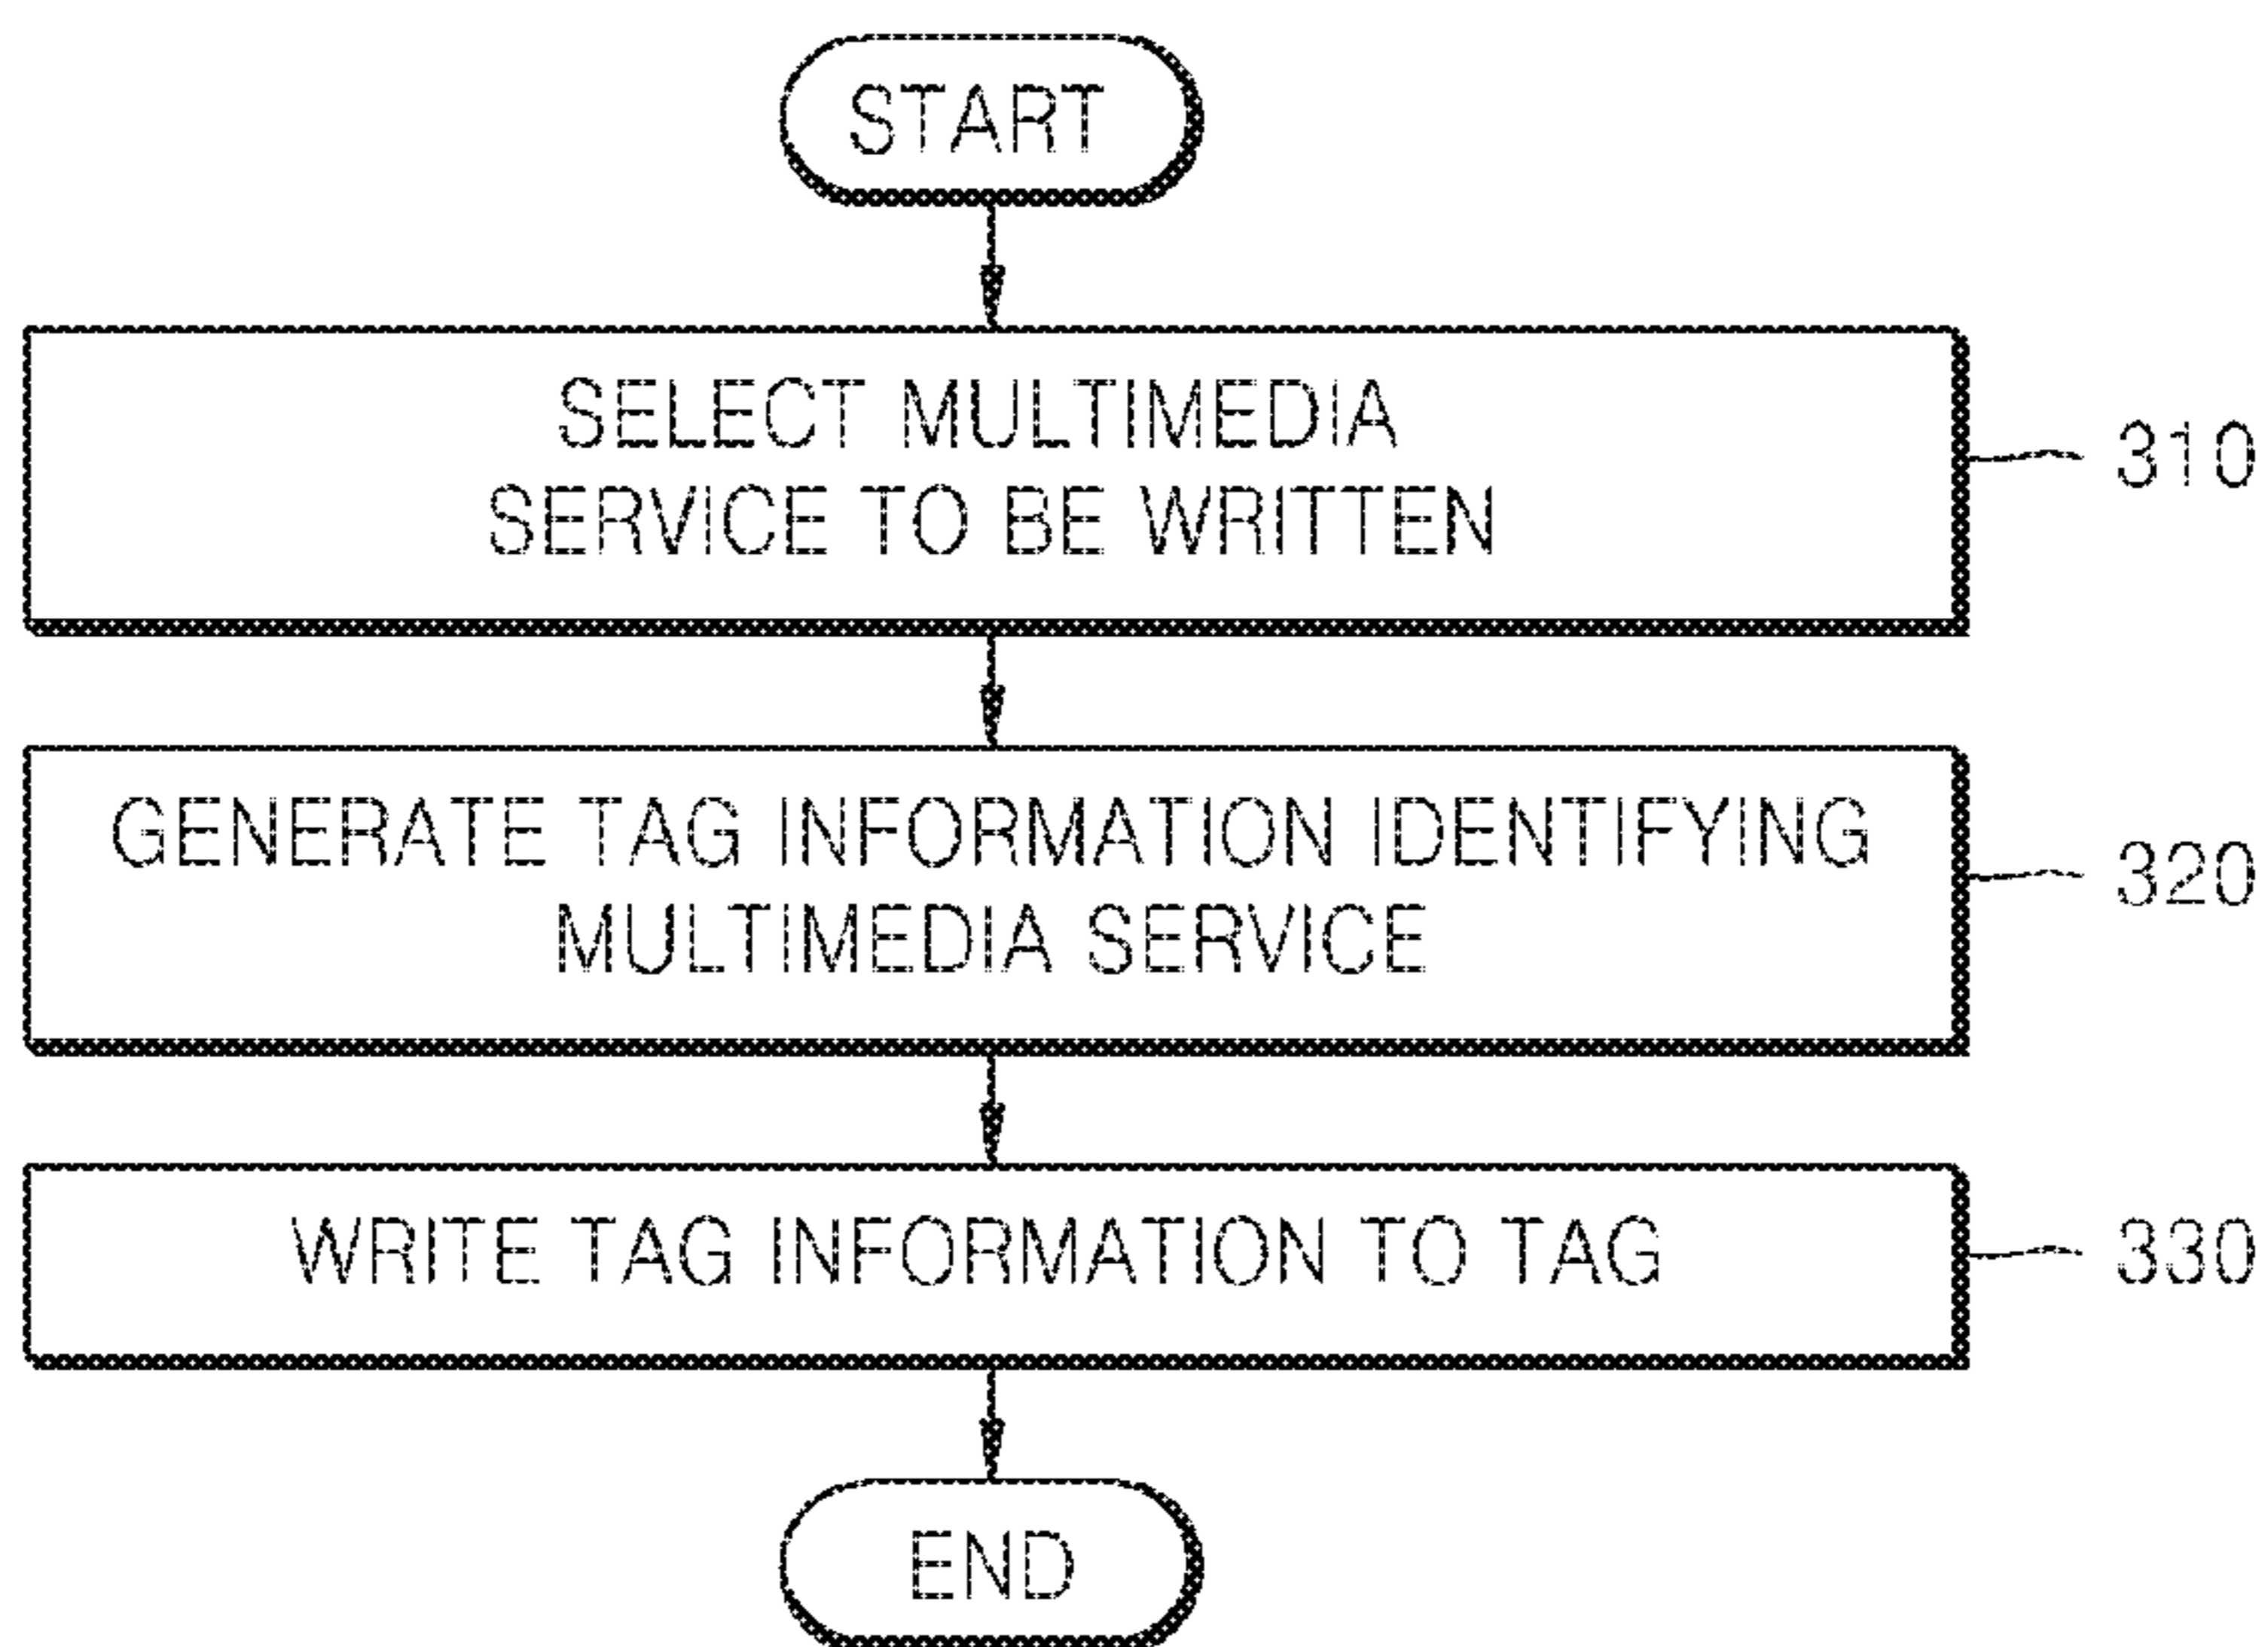 START
SELECT MULTIMEDIA
SERVICE TO BE WRITTEN
310
GENERATE TAG INFORMATION IDENTIFYING
MULTIMEDIA SERVICE
320
WRITE TAG INFORMATION TO TAG
330
END